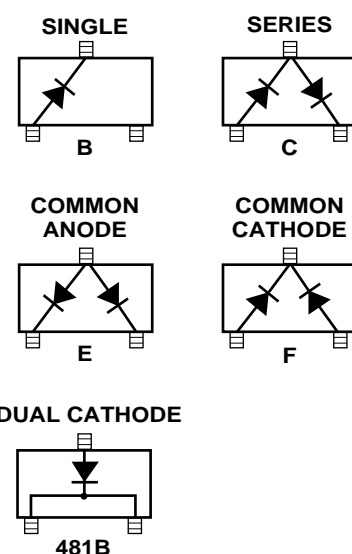 SINGLE
B
SERIES
C
COMMON
ANODE
E
COMMON
CATHODE
F
DUAL CATHODE
481B